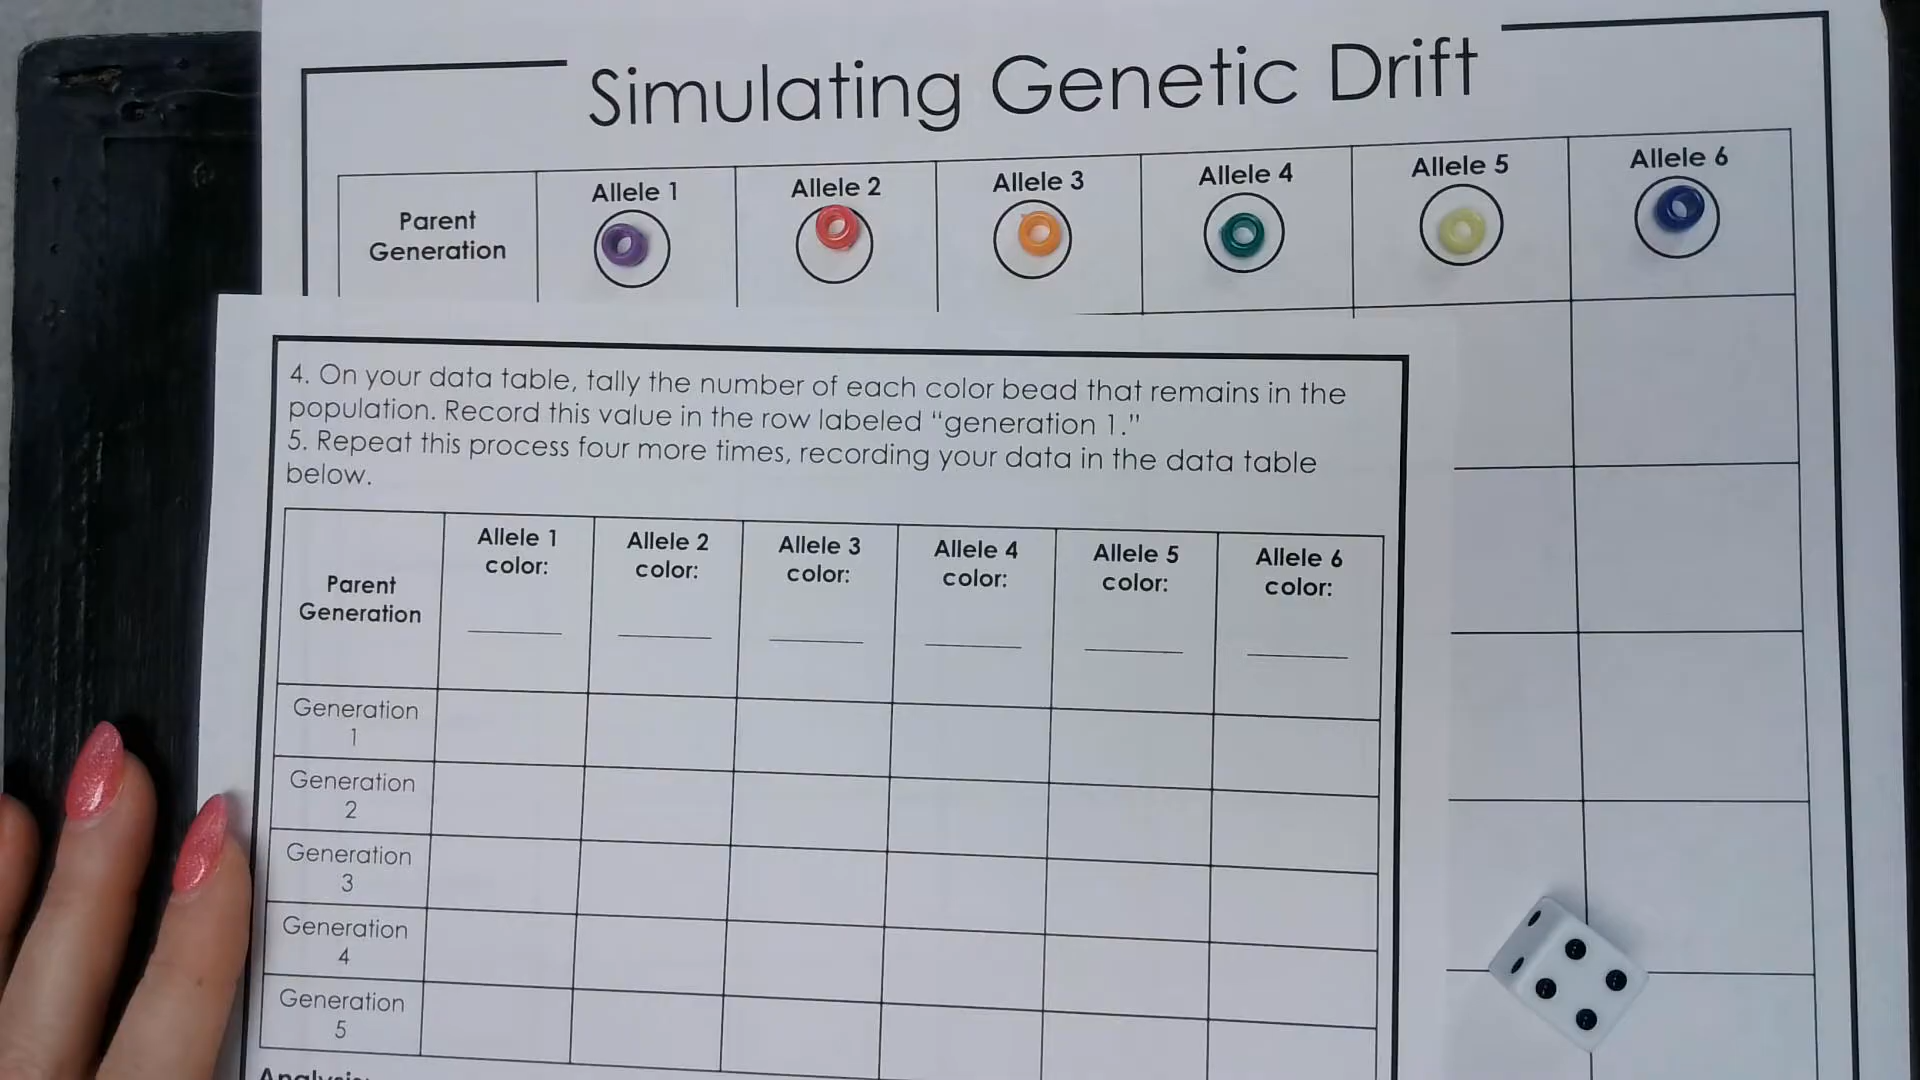 Simulating Genetic Drift
Parent Generation
Allele 1
Allele 2
Allele 3
Allele 4
Allele 5
Allele 6
4. On your data table, tally the number of each color bead that remains in the
population. Record this value in the row labeled “generation 1.”
5. Repeat this process four more times, recording your data in the data table
below.
Parent Generation
Allele 1 color:
Allele 2 color:
Allele 3 color:
Allele 4 color:
Allele 5 color:
Allele 6 color:
Generation 1
Generation 2
Generation 3
Generation 4
Generation 5